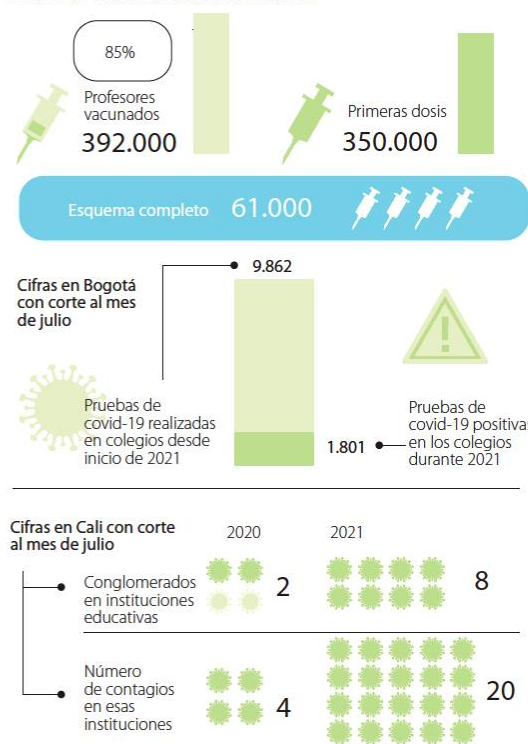 85%
Profesores
vacunados
392.000
Primeras dosis
350.000
Esquema completo 61.000
9.862
Cifras en Bogotá
con corte al mes
de julio
Pruebas de
covid-19 realizadas
en colegios desde
inicio de 2021
1.801
Pruebas de
covid-19 positivas
en los colegios
durante 2021
Cifras en Cali con corte
al mes de julio
2020 2021
Conglomerados
en instituciones
educativas
2 8
Número
de contagios
en esas
instituciones
4 20